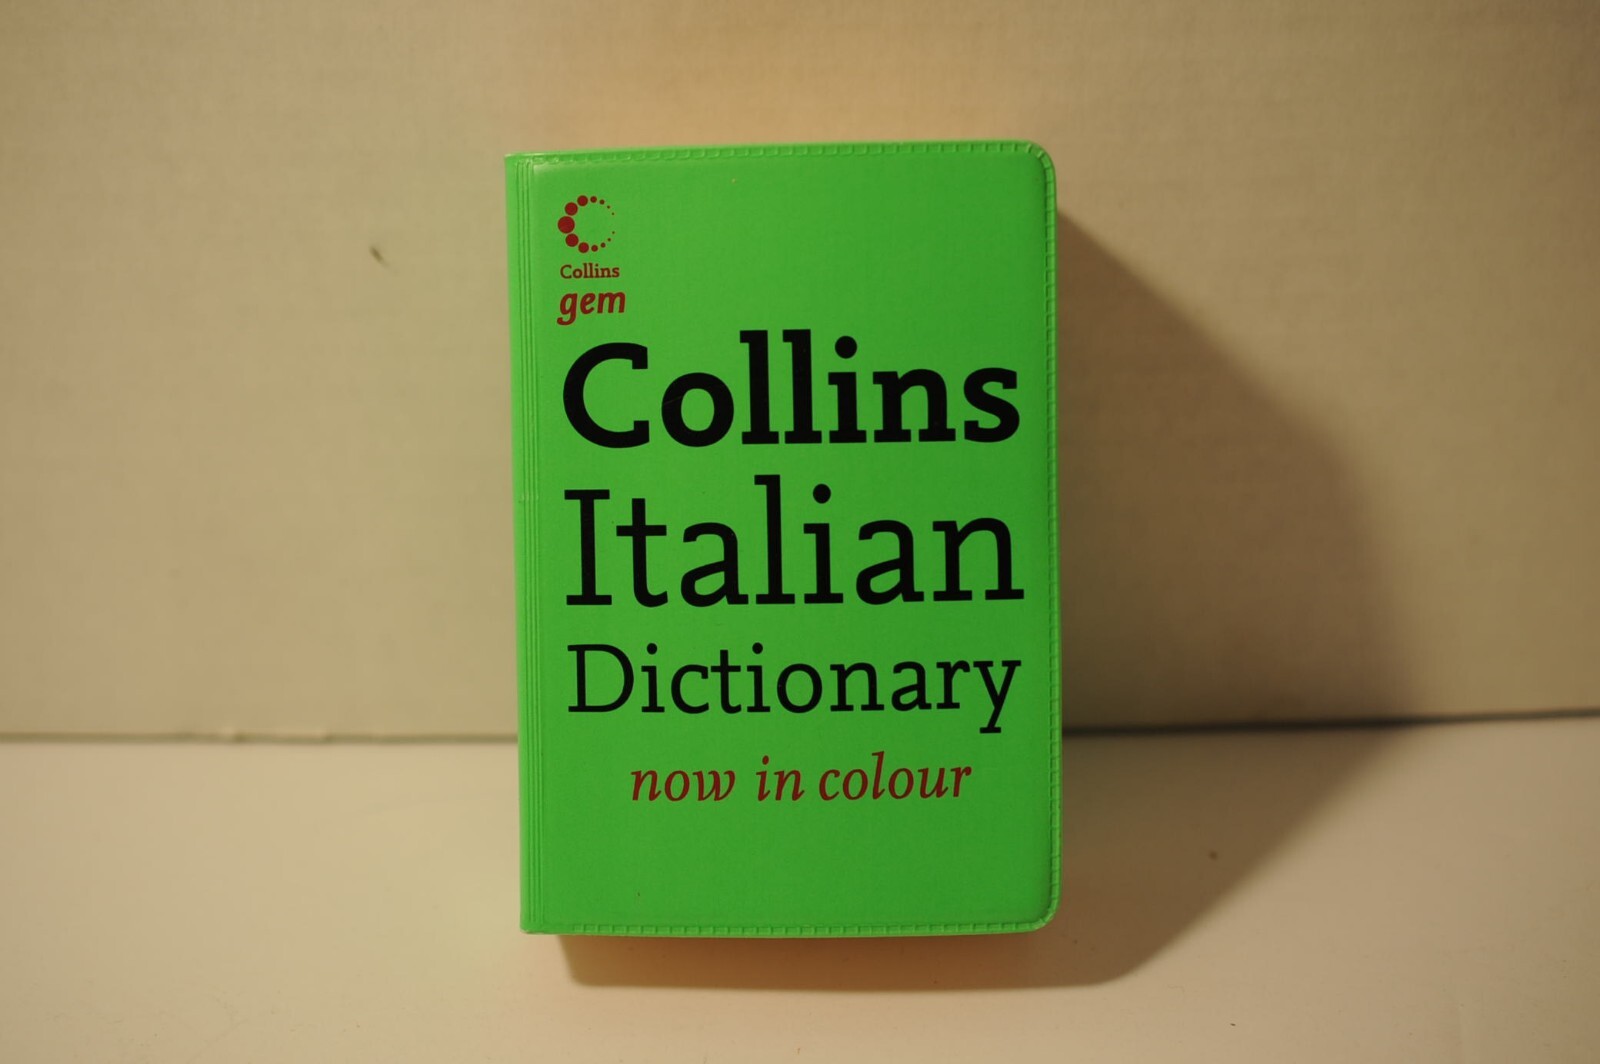 Collins
gem
Collins
Italian
Dictionary
now in colour